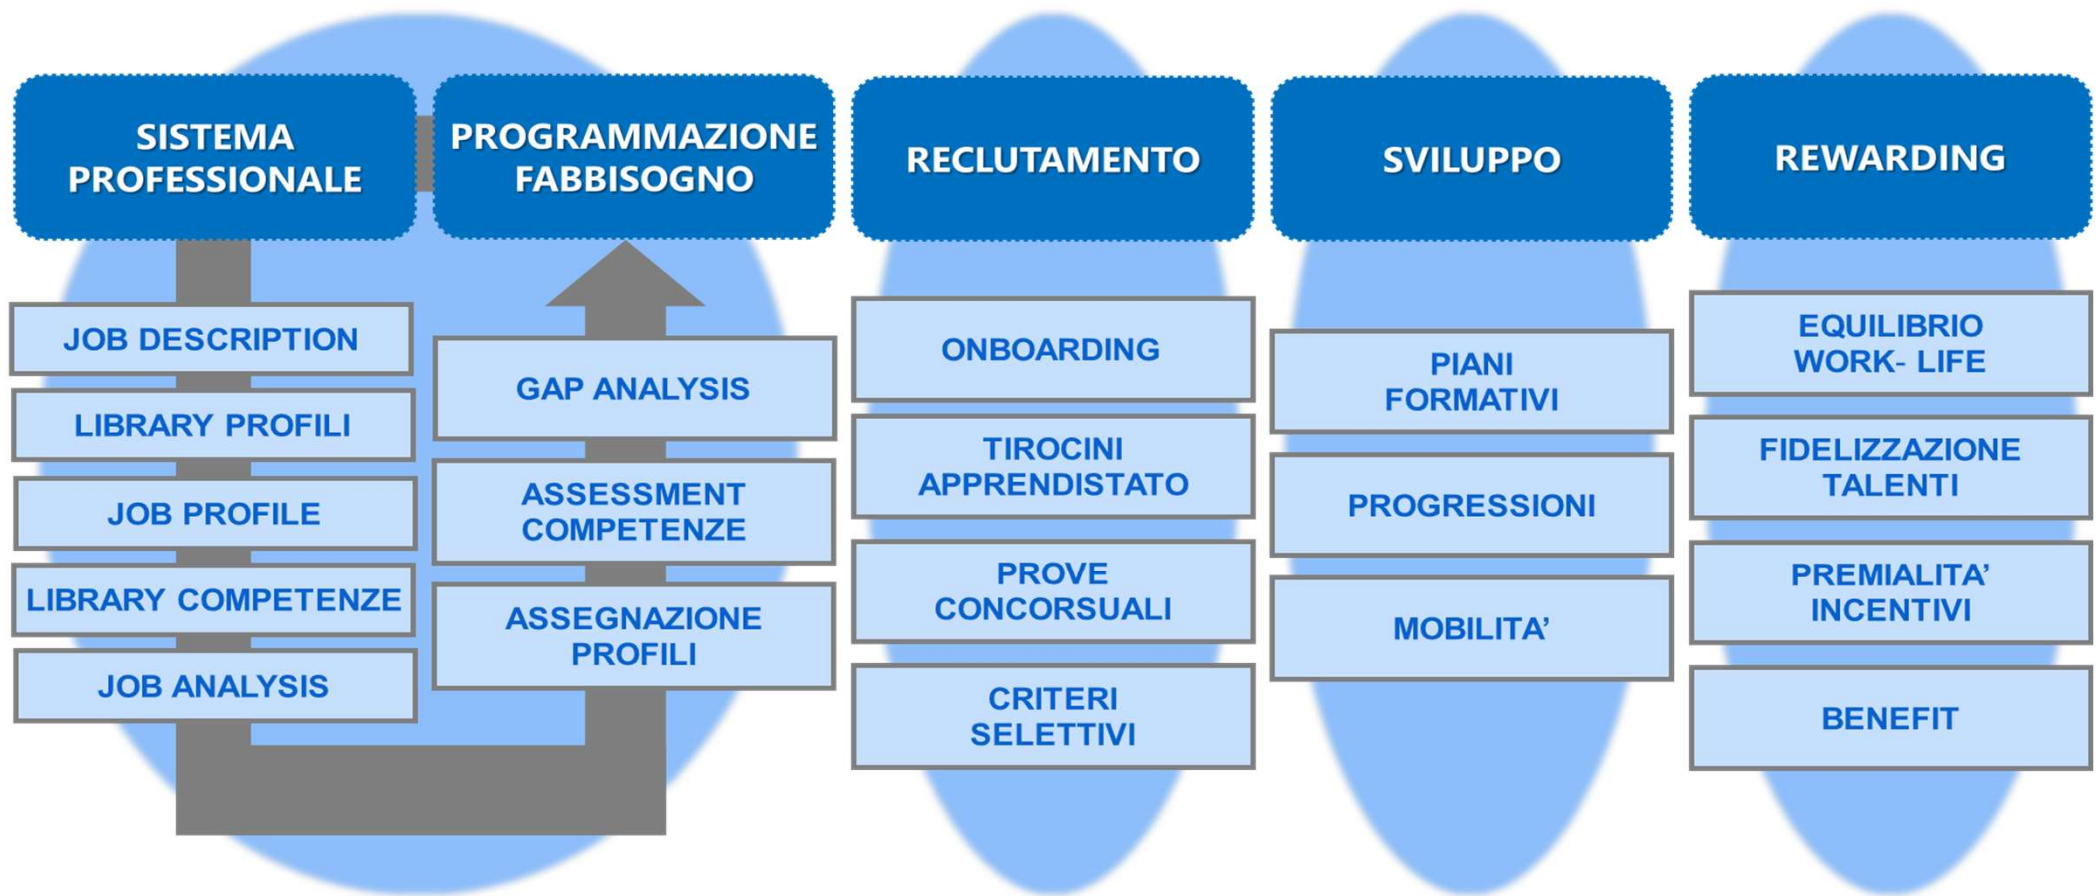 SISTEMA
PROFESSIONALE
JOB DESCRIPTION
LIBRARY PROFILI
JOB PROFILE
LIBRARY COMPETENZE
JOB ANALYSIS
PROGRAMMAZIONE
FABBISOGNO
GAP ANALYSIS
ASSESSMENT
COMPETENZE
ASSEGNAZIONE
PROFILI
RECLUTAMENTO
ONBOARDING
TIROCINI
APPRENDISTATO
PROVE
CONCORSUALI
CRITERI
SELETTIVI
SVILUPPO
PIANI
FORMATIVI
PROGRESSIONI
MOBILITA’
REWARDING
EQUILIBRIO
WORK- LIFE
FIDELIZZAZIONE
TALENTI
PREMIALITA’
INCENTIVI
BENEFIT